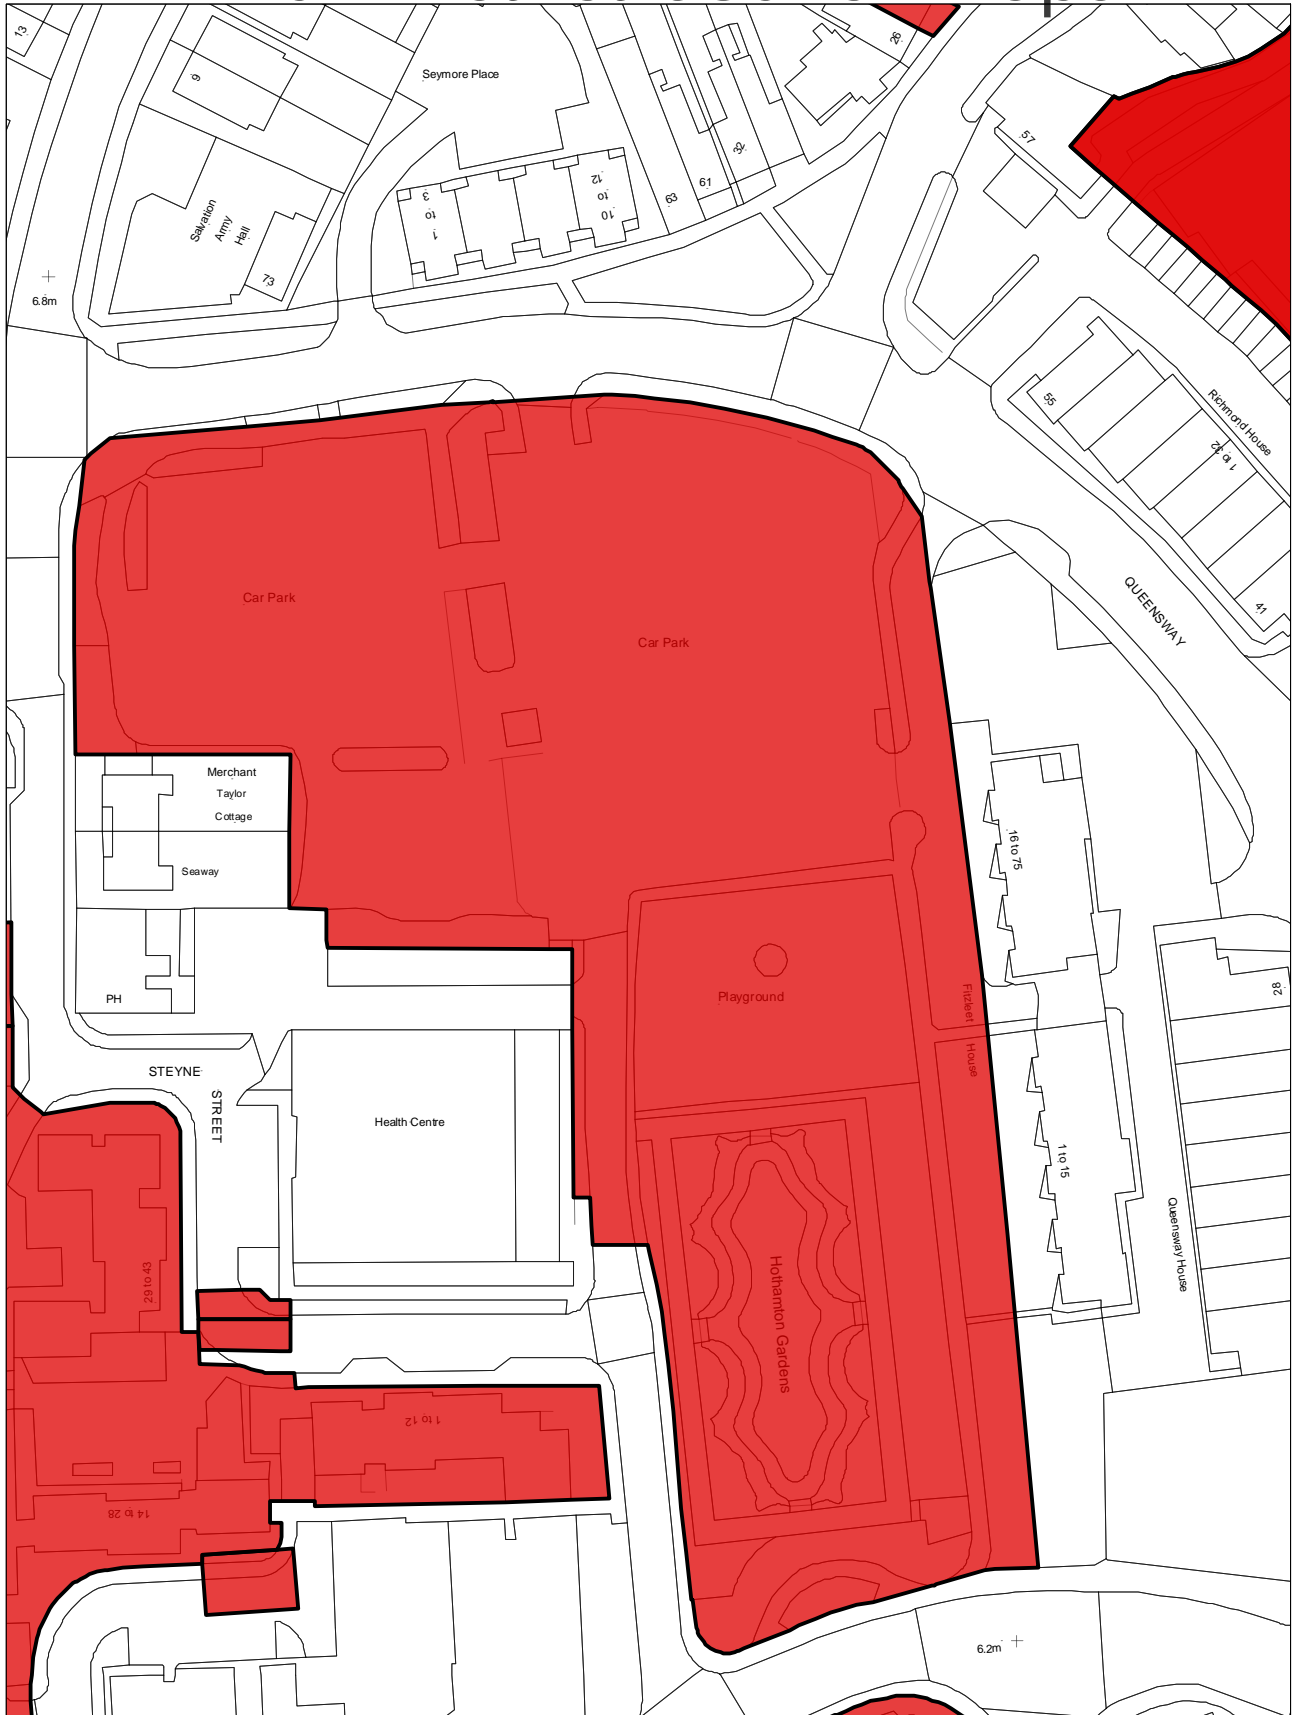 13
9
Seymore Place
26
57
32
61
63
3
to
1
12
to
10
Salvation
Army
Hall
73
6.8m
55
Richmond House
1 to 32
41
QUEENSWAY
Car Park
Car Park
Merchant
Taylor
Cottage
Seaway
16 to 75
PH
Playground
Fitzleet
House
28
STEYNE
STREET
Health Centre
1 to 15
Queensway House
29 to 43
Hothamton Gardens
1 to 12
14 to 28
6.2m